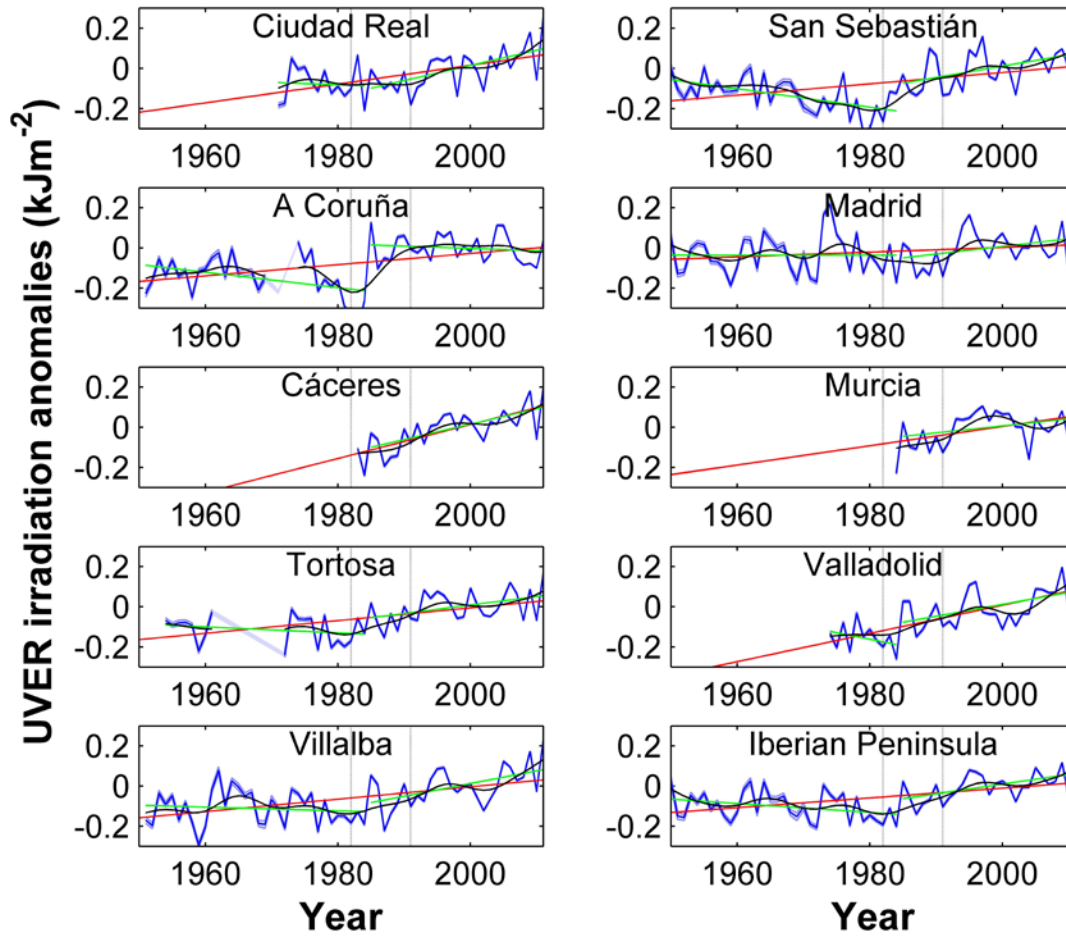 UVER irradiation anomalies (kJm⁻²)
Ciudad Real
0.2
0
-0.2
1960 1980 2000
San Sebastián
0.2
0
-0.2
1960 1980 2000
A Coruña
0.2
0
-0.2
1960 1980 2000
Madrid
0.2
0
-0.2
1960 1980 2000
Cáceres
0.2
0
-0.2
1960 1980 2000
Murcia
0.2
0
-0.2
1960 1980 2000
Tortosa
0.2
0
-0.2
1960 1980 2000
Valladolid
0.2
0
-0.2
1960 1980 2000
Villalba
0.2
0
-0.2
1960 1980 2000
Year
Iberian Peninsula
0.2
0
-0.2
1960 1980 2000
Year